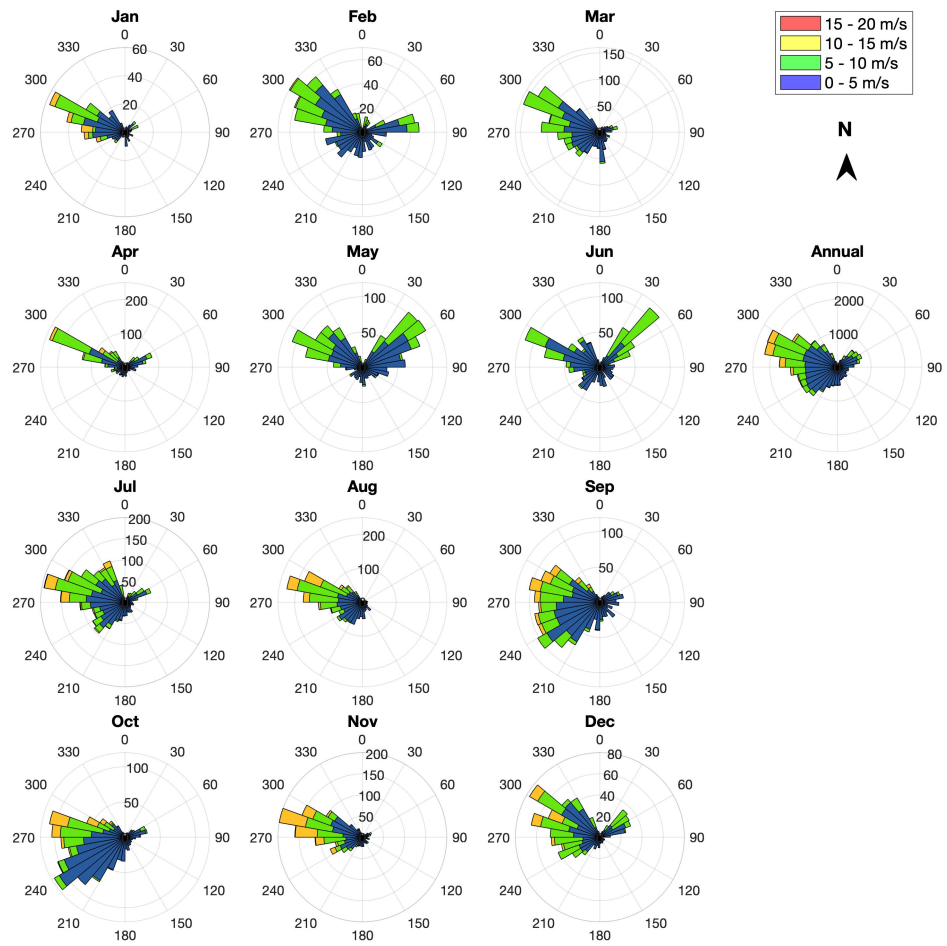 Jan Feb Mar
15 - 20 m/s
10 - 15 m/s
5 - 10 m/s
0 - 5 m/s
N
0 0 0
330 30 330 30 330 30
60 60 150
300 60 300 60 300 60
40 40 100
20 20 50
270 90 270 90 270 90
240 120 240 120 240 120
210 150 210 150 210 150
180 180 180
Apr May Jun Annual
0 0 0 0
330 30 330 30 330 30 330 30
200 100 100 2000
300 60 300 60 300 60 300 60
100 50 50 1000
270 90 270 90 270 90 270 90
240 120 240 120 240 120 240 120
210 150 210 150 210 150 210 150
180 180 180 180
Jul Aug Sep
0 0 0
330 30 330 30 330 30
200 200 100
150
300 60 300 60 300 60
100 100 50
50
270 90 270 90 270 90
240 120 240 120 240 120
210 150 210 150 210 150
180 180 180
Oct Nov Dec
0 0 0
330 30 330 30 330 30
100 200 80
150 60
300 60 300 60 300 60
50 100 40
50 20
270 90 270 90 270 90
240 120 240 120 240 120
210 150 210 150 210 150
180 180 180